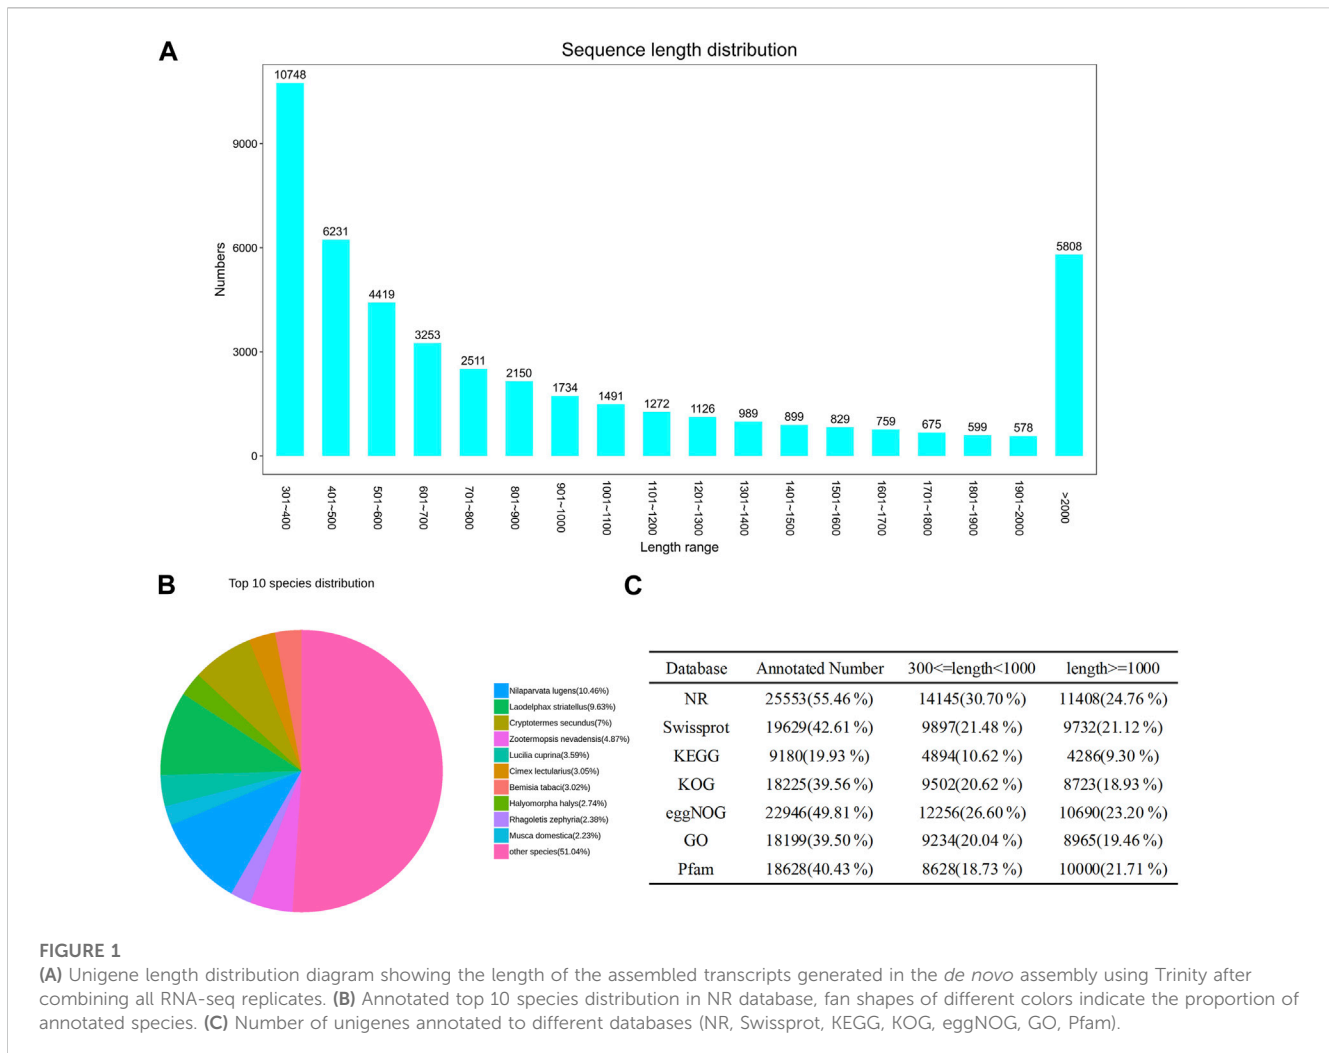 A
Sequence length distribution
10748
6231
4419
3253
2511
2150
1734
1491
1272
1126
989
899
829
759
675
599
578
5808
9000
6000
3000
0
Numbers
301~400
401~500
501~600
601~700
701~800
801~900
901~1000
1001~1100
1101~1200
1201~1300
1301~1400
1401~1500
1501~1600
1601~1700
1701~1800
1801~1900
1901~2000
>2000
Length range
B
Top 10 species distribution
Nilaparvata lugens(10.46%)
Laodelphax striatellus(9.63%)
Cryptotermes secundus(7%)
Zootermopsis nevadensis(4.87%)
Lucilia cuprina(3.59%)
Cimex lectularius(3.05%)
Bemisia tabaci(3.02%)
Halyomorpha halys(2.74%)
Rhagoletis zephyria(2.38%)
Musca domestica(2.23%)
other species(51.04%)
C
Database Annotated Number 300<=length<1000 length>=1000
NR 25553(55.46 %) 14145(30.70 %) 11408(24.76 %)
Swissprot 19629(42.61 %) 9897(21.48 %) 9732(21.12 %)
KEGG 9180(19.93 %) 4894(10.62 %) 4286(9.30 %)
KOG 18225(39.56 %) 9502(20.62 %) 8723(18.93 %)
eggNOG 22946(49.81 %) 12256(26.60 %) 10690(23.20 %)
GO 18199(39.50 %) 9234(20.04 %) 8965(19.46 %)
Pfam 18628(40.43 %) 8628(18.73 %) 10000(21.71 %)
FIGURE 1
(A) Unigene length distribution diagram showing the length of the assembled transcripts generated in the de novo assembly using Trinity after
combining all RNA-seq replicates. (B) Annotated top 10 species distribution in NR database, fan shapes of different colors indicate the proportion of
annotated species. (C) Number of unigenes annotated to different databases (NR, Swissprot, KEGG, KOG, eggNOG, GO, Pfam).